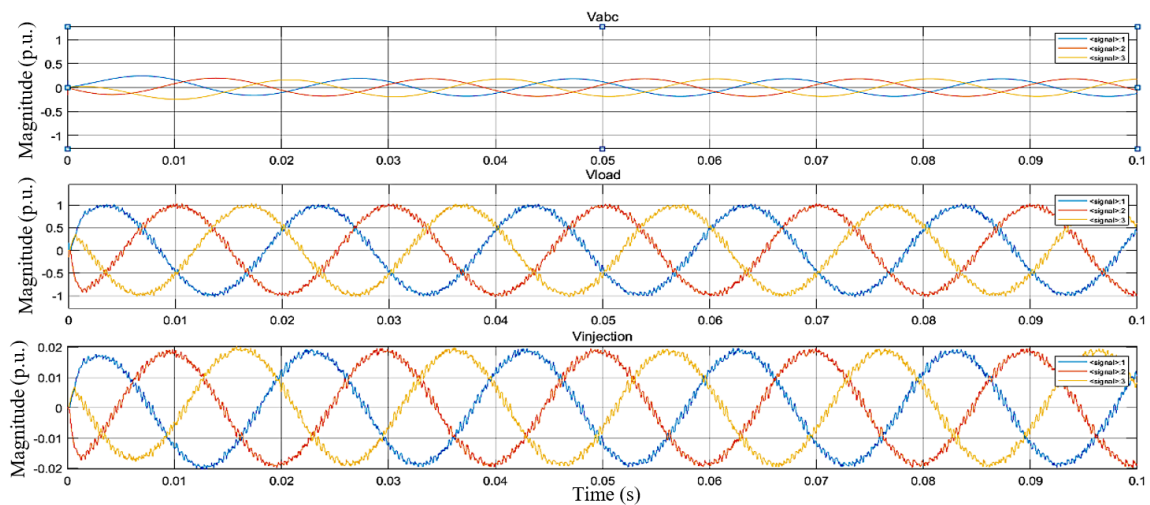 Vabc
Magnitude (p.u.)
1
0.5
0
-0.5
-1
<signal>:1
<signal>:2
<signal>:3
0 0.01 0.02 0.03 0.04 0.05 0.06 0.07 0.08 0.09 0.1
Vload
Magnitude (p.u.)
1
0.5
0
-0.5
-1
<signal>:1
<signal>:2
<signal>:3
0 0.01 0.02 0.03 0.04 0.05 0.06 0.07 0.08 0.09 0.1
Vinjection
Magnitude (p.u.)
0.02
0.01
0
-0.01
-0.02
<signal>:1
<signal>:2
<signal>:3
0 0.01 0.02 0.03 0.04 0.05 0.06 0.07 0.08 0.09 0.1
Time (s)